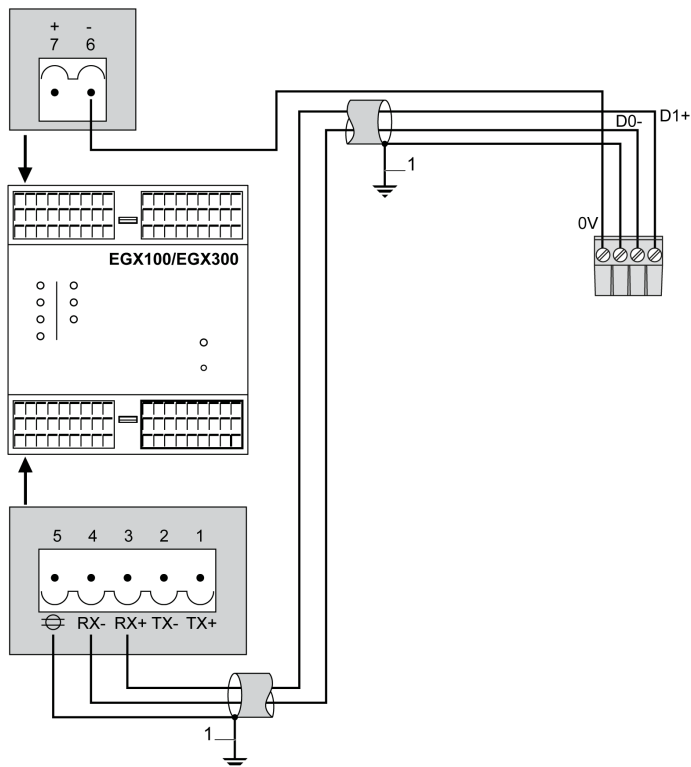 + -
7 6
D0-
D1+
1
0V
EGX100/EGX300
5 4 3 2 1
RX- RX+ TX- TX+
1